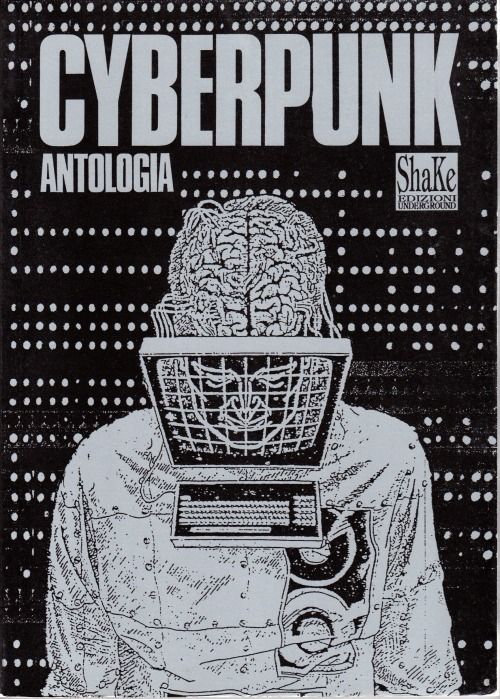 CYBERPUNK
ANTOLOGIA
ShaKe
EDIZIONI
UNDERGROUND